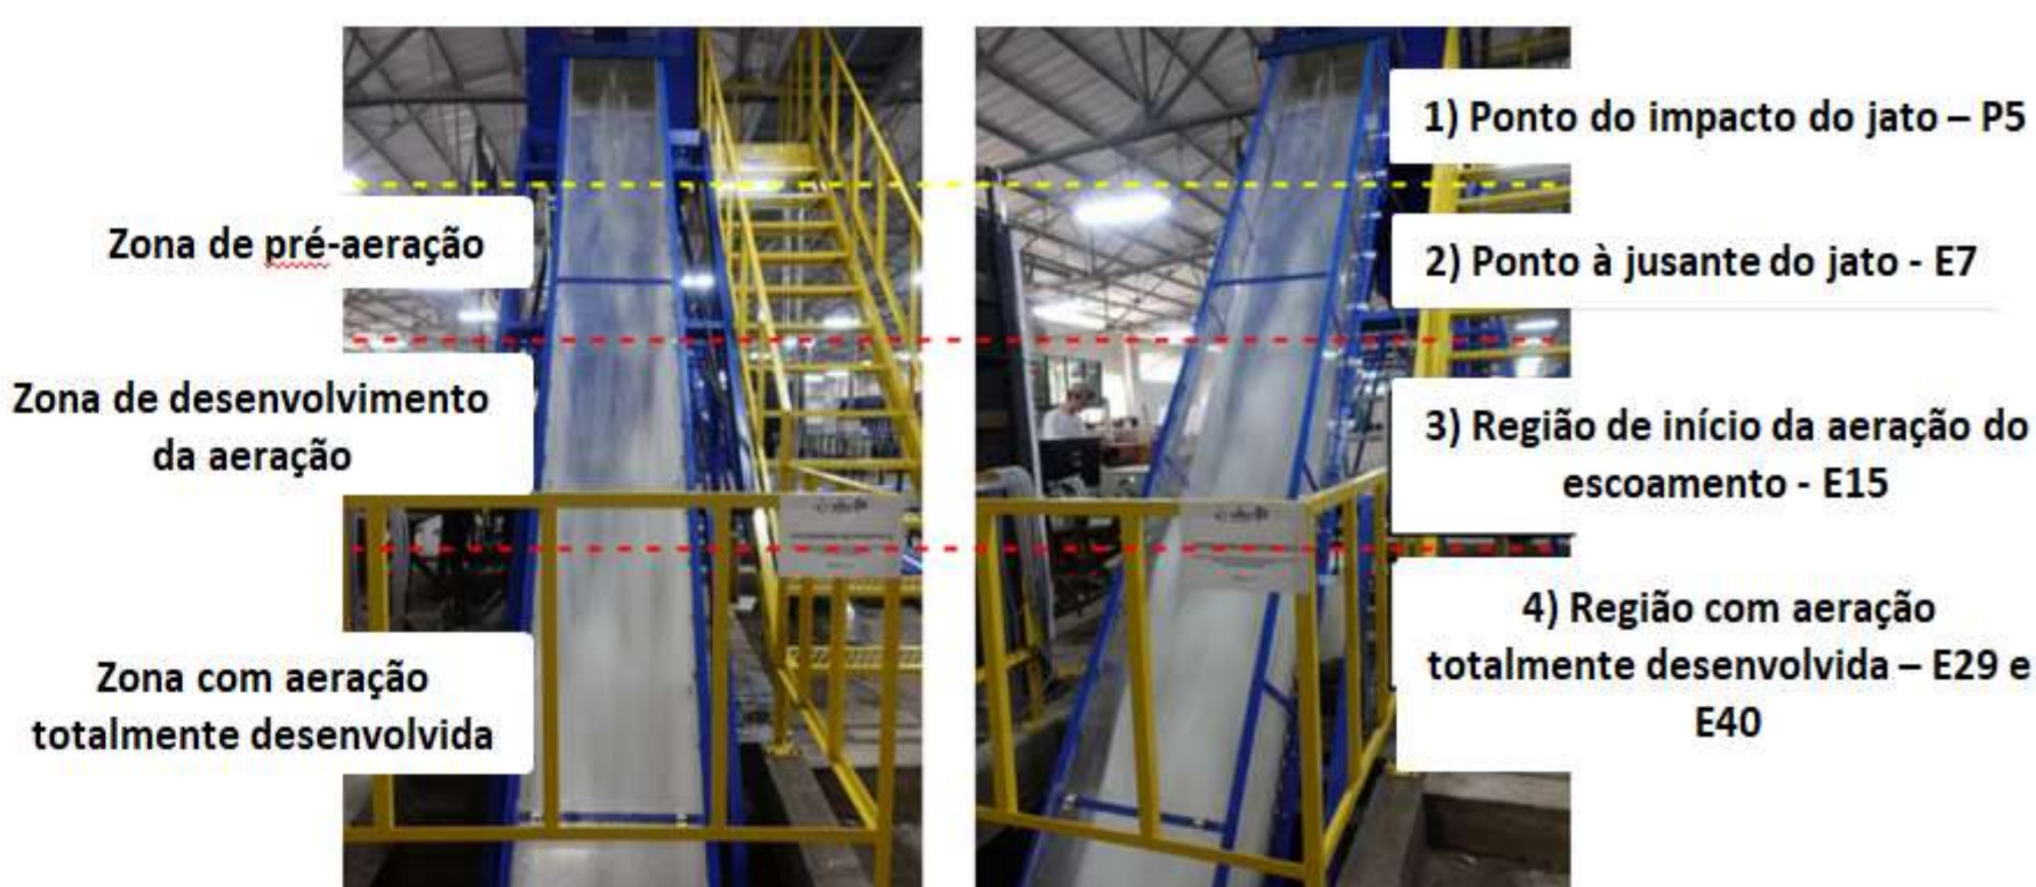 1) Ponto do impacto do jato – P5
Zona de pré-aeração
2) Ponto à jusante do jato - E7
Zona de desenvolvimento
da aeração
3) Região de início da aeração do
escoamento - E15
Zona com aeração
totalmente desenvolvida
4) Região com aeração
totalmente desenvolvida – E29 e
E40